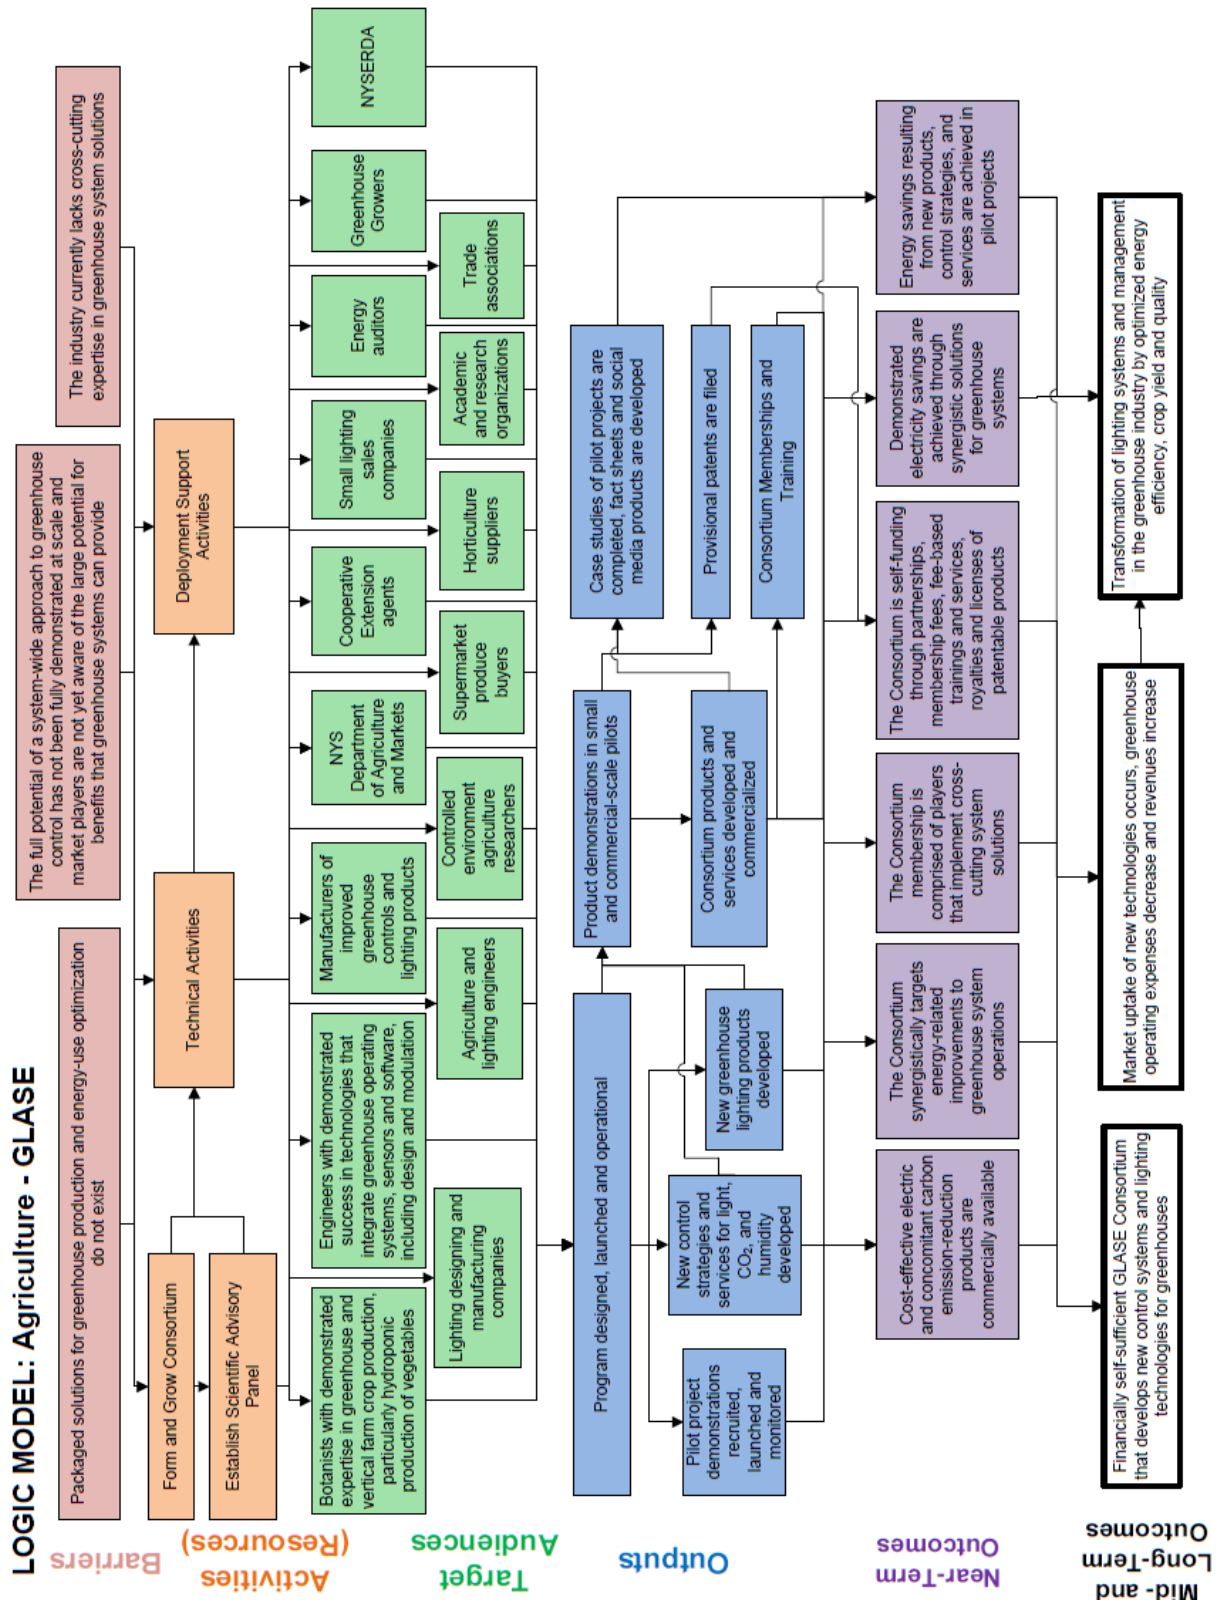 LOGIC MODEL: Agriculture - GLASE
Barriers
Packaged solutions for greenhouse production and energy-use optimization
do not exist
The full potential of a system-wide approach to greenhouse
control has not been fully demonstrated at scale and
market players are not yet aware of the large potential for
benefits that greenhouse systems can provide
The industry currently lacks cross-cutting
expertise in greenhouse system solutions
Activities
(Resources)
Form and Grow Consortium
Establish Scientific Advisory
Panel
Technical Activities
Deployment Support
Activities
Target
Audiences
Botanists with demonstrated
expertise in greenhouse and
vertical farm crop production,
particularly hydroponic
production of vegetables
Engineers with demonstrated
success in technologies that
integrate greenhouse operating
systems, sensors and software,
including design and modulation
Manufacturers of
improved
greenhouse
controls and
lighting products
NYS
Department
of Agriculture
and Markets
Cooperative
Extension
agents
Small lighting
sales
companies
Energy
auditors
Greenhouse
Growers
NYSERDA
Lighting designing and
manufacturing
companies
Agriculture and
lighting engineers
Controlled
environment
agriculture
researchers
Supermarket
produce
buyers
Horticulture
suppliers
Academic
and research
organizations
Trade
associations
Outputs
Program designed, launched and operational
Product demonstrations in small
and commercial-scale pilots
Case studies of pilot projects are
completed, fact sheets and social
media products are developed
Pilot project
demonstrations
recruited,
launched and
monitored
New control
strategies and
services for light,
CO₂, and
humidity
developed
New greenhouse
lighting products
developed
Consortium products and
services developed and
commercialized
Provisional patents are filed
Consortium Memberships and
Training
Near-Term
Outcomes
Cost-effective electric
and concomitant carbon
emission-reduction
products are
commercially available
The Consortium
synergistically targets
energy-related
improvements to
greenhouse system
operations
The Consortium
membership is
comprised of players
that implement cross-
cutting system
solutions
The Consortium is self-funding
through partnerships,
membership fees, fee-based
trainings and services,
royalties and licenses of
patentable products
Demonstrated
electricity savings are
achieved through
synergistic solutions
for greenhouse
systems
Energy savings resulting
from new products,
control strategies, and
services are achieved in
pilot projects
Mid- and
Long-Term
Outcomes
Financially self-sufficient GLASE Consortium
that develops new control systems and lighting
technologies for greenhouses
Market uptake of new technologies occurs, greenhouse
operating expenses decrease and revenues increase
Transformation of lighting systems and management
in the greenhouse industry by optimized energy
efficiency, crop yield and quality